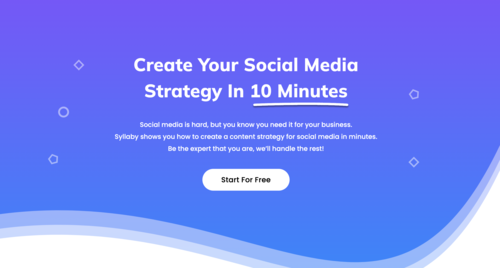 Create Your Social Media
Strategy In 10 Minutes
Social media is hard, but you know you need it for your business.
Syllaby shows you how to create a content strategy for social media in minutes.
Be the expert that you are, we'll handle the rest!
Start For Free